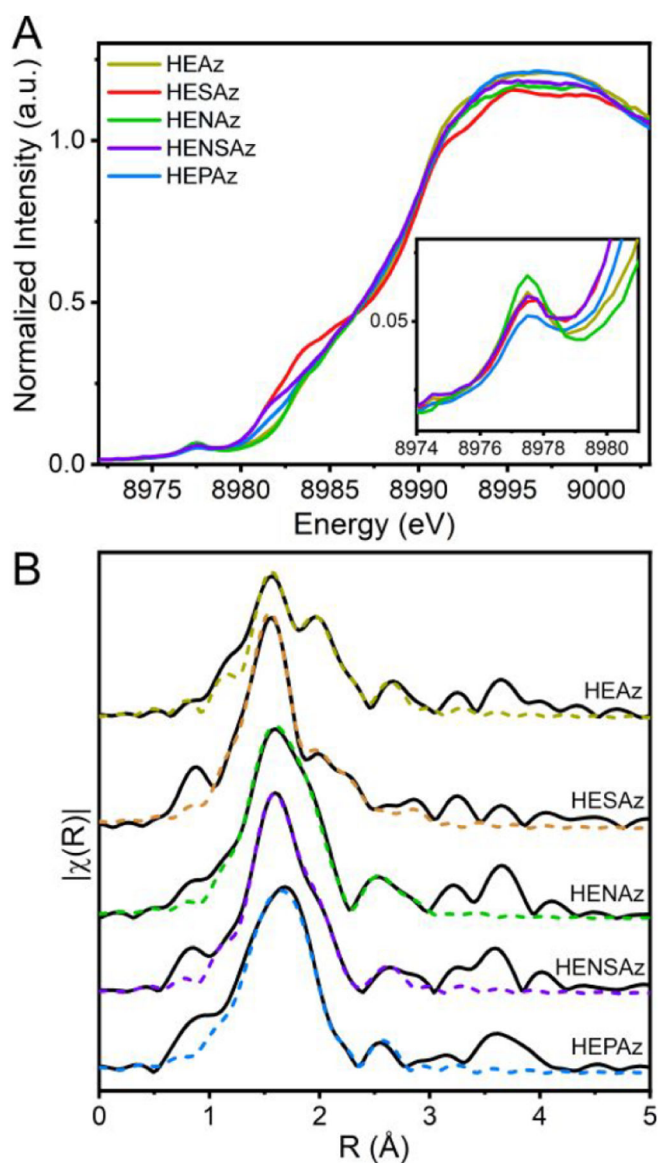 A
HEAz
HESAz
HENAz
HENSAz
HEPAz
Normalized Intensity (a.u.)
1.0
0.5
0.0
0.05
8974 8976 8978 8980
8975 8980 8985 8990 8995 9000
Energy (eV)
B
HEAz
HESAz
HENAz
HENSAz
HEPAz
|χ(R)|
0 1 2 3 4 5
R (Å)